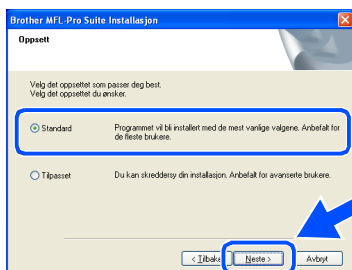 Brother MFL-Pro Suite Installasjon
Oppsett
Velg det oppsettet som passer deg best.
Velg det oppsettet du ønsker.
Standard
Programmet vil bli installert med de mest vanlige valgene. Anbefalt for
de fleste brukere.
Tilpasset
Du kan skreddersy din installasjon. Anbefalt for avanserte brukere.
< Tilbake
Neste >
Avbryt